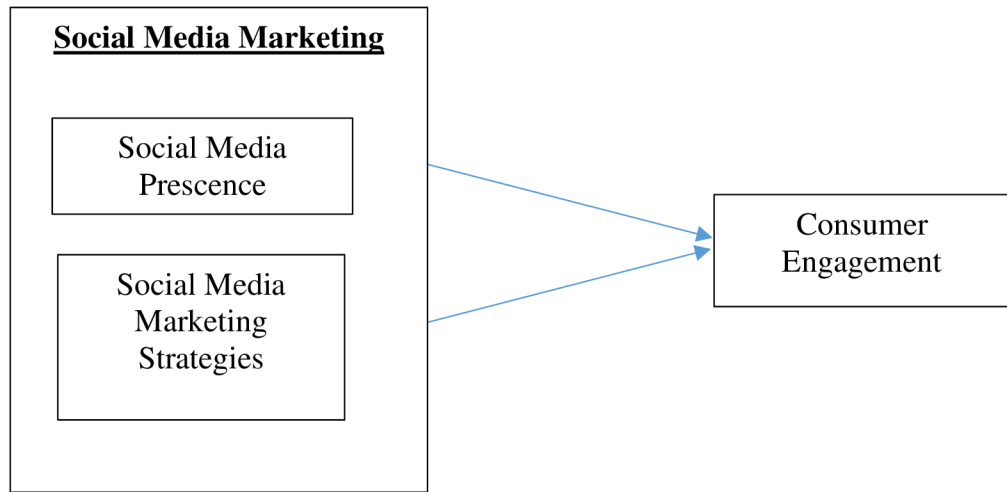 Social Media Marketing
Social Media
Prescence
Social Media
Marketing
Strategies
Consumer
Engagement